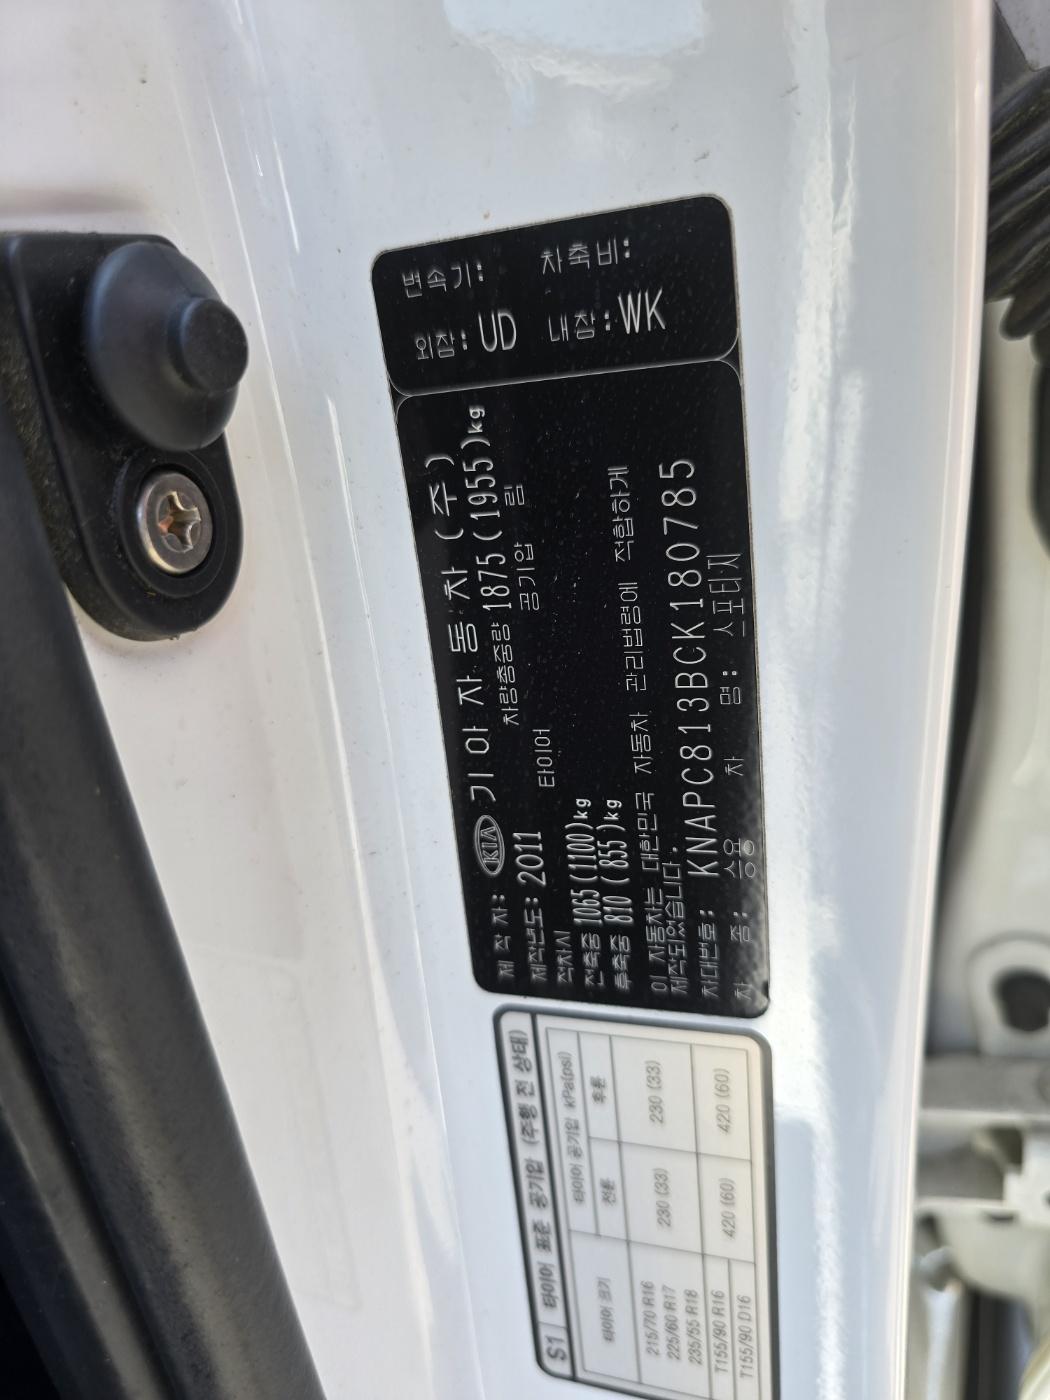 변속기: 차축비:
외장: UD 내장: WK
제 작 자: KIA 기 아 자 동 차 (주)
제작년도: 2011 차량총중량 1875(1955)kg
적차시 타이어 공기압 림
전축중 1065(1100)kg
후축중 810 ( 855)kg
이 자동차는 대한민국 자동차 관리법령에 적합하게
제작되었습니다.
차대번호: KNAPC813BCK180785
차 종: 승용 차 명: 스포티지
S1 타이어 표준 공기압 (주행 전 상태)
타이어 크기 타이어 공기압 kPa(psi)
전륜 후륜
215/70 R16
225/60 R17 230 (33) 230 (33)
235/55 R18
T155/90 R16 420 (60) 420 (60)
T155/90 D16